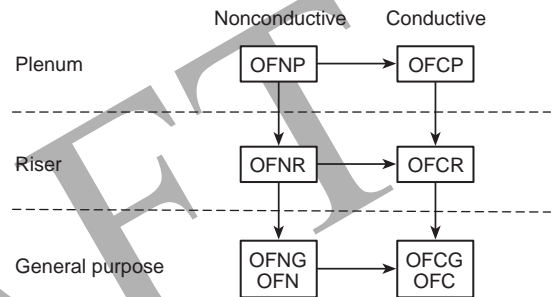 Nonconductive Conductive
Plenum OFNP OFCP
Riser OFNR OFCR
General purpose OFNG OFCG
OFN OFC